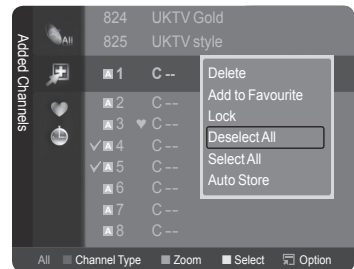 Added Channels
All
824 UKTV Gold
825 UKTV style
A 1 C --
A 2 C --
A 3 ♥ C --
✓ A 4 C --
✓ A 5 C --
A 6 C --
A 7 C --
A 8 C --
Delete
Add to Favourite
Lock
Deselect All
Select All
Auto Store
All Channel Type Zoom Select Option